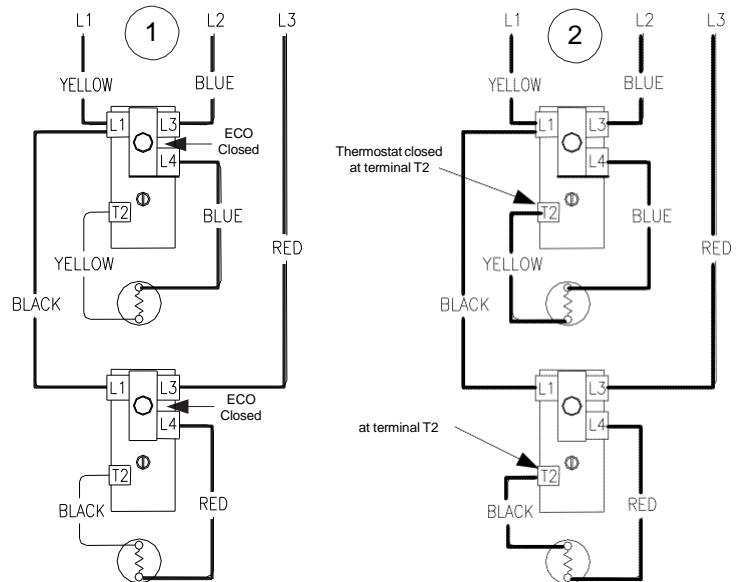 L1
1
L2
L3
YELLOW
BLUE
L1
L3
ECO
Closed
L4
T2
BLUE
YELLOW
RED
BLACK
L1
L3
ECO
Closed
L4
T2
BLACK
RED
L1
2
L2
L3
YELLOW
BLUE
L1
L3
Thermostat closed
at terminal T2
L4
T2
BLUE
YELLOW
RED
BLACK
L1
L3
L4
at terminal T2
T2
BLACK
RED